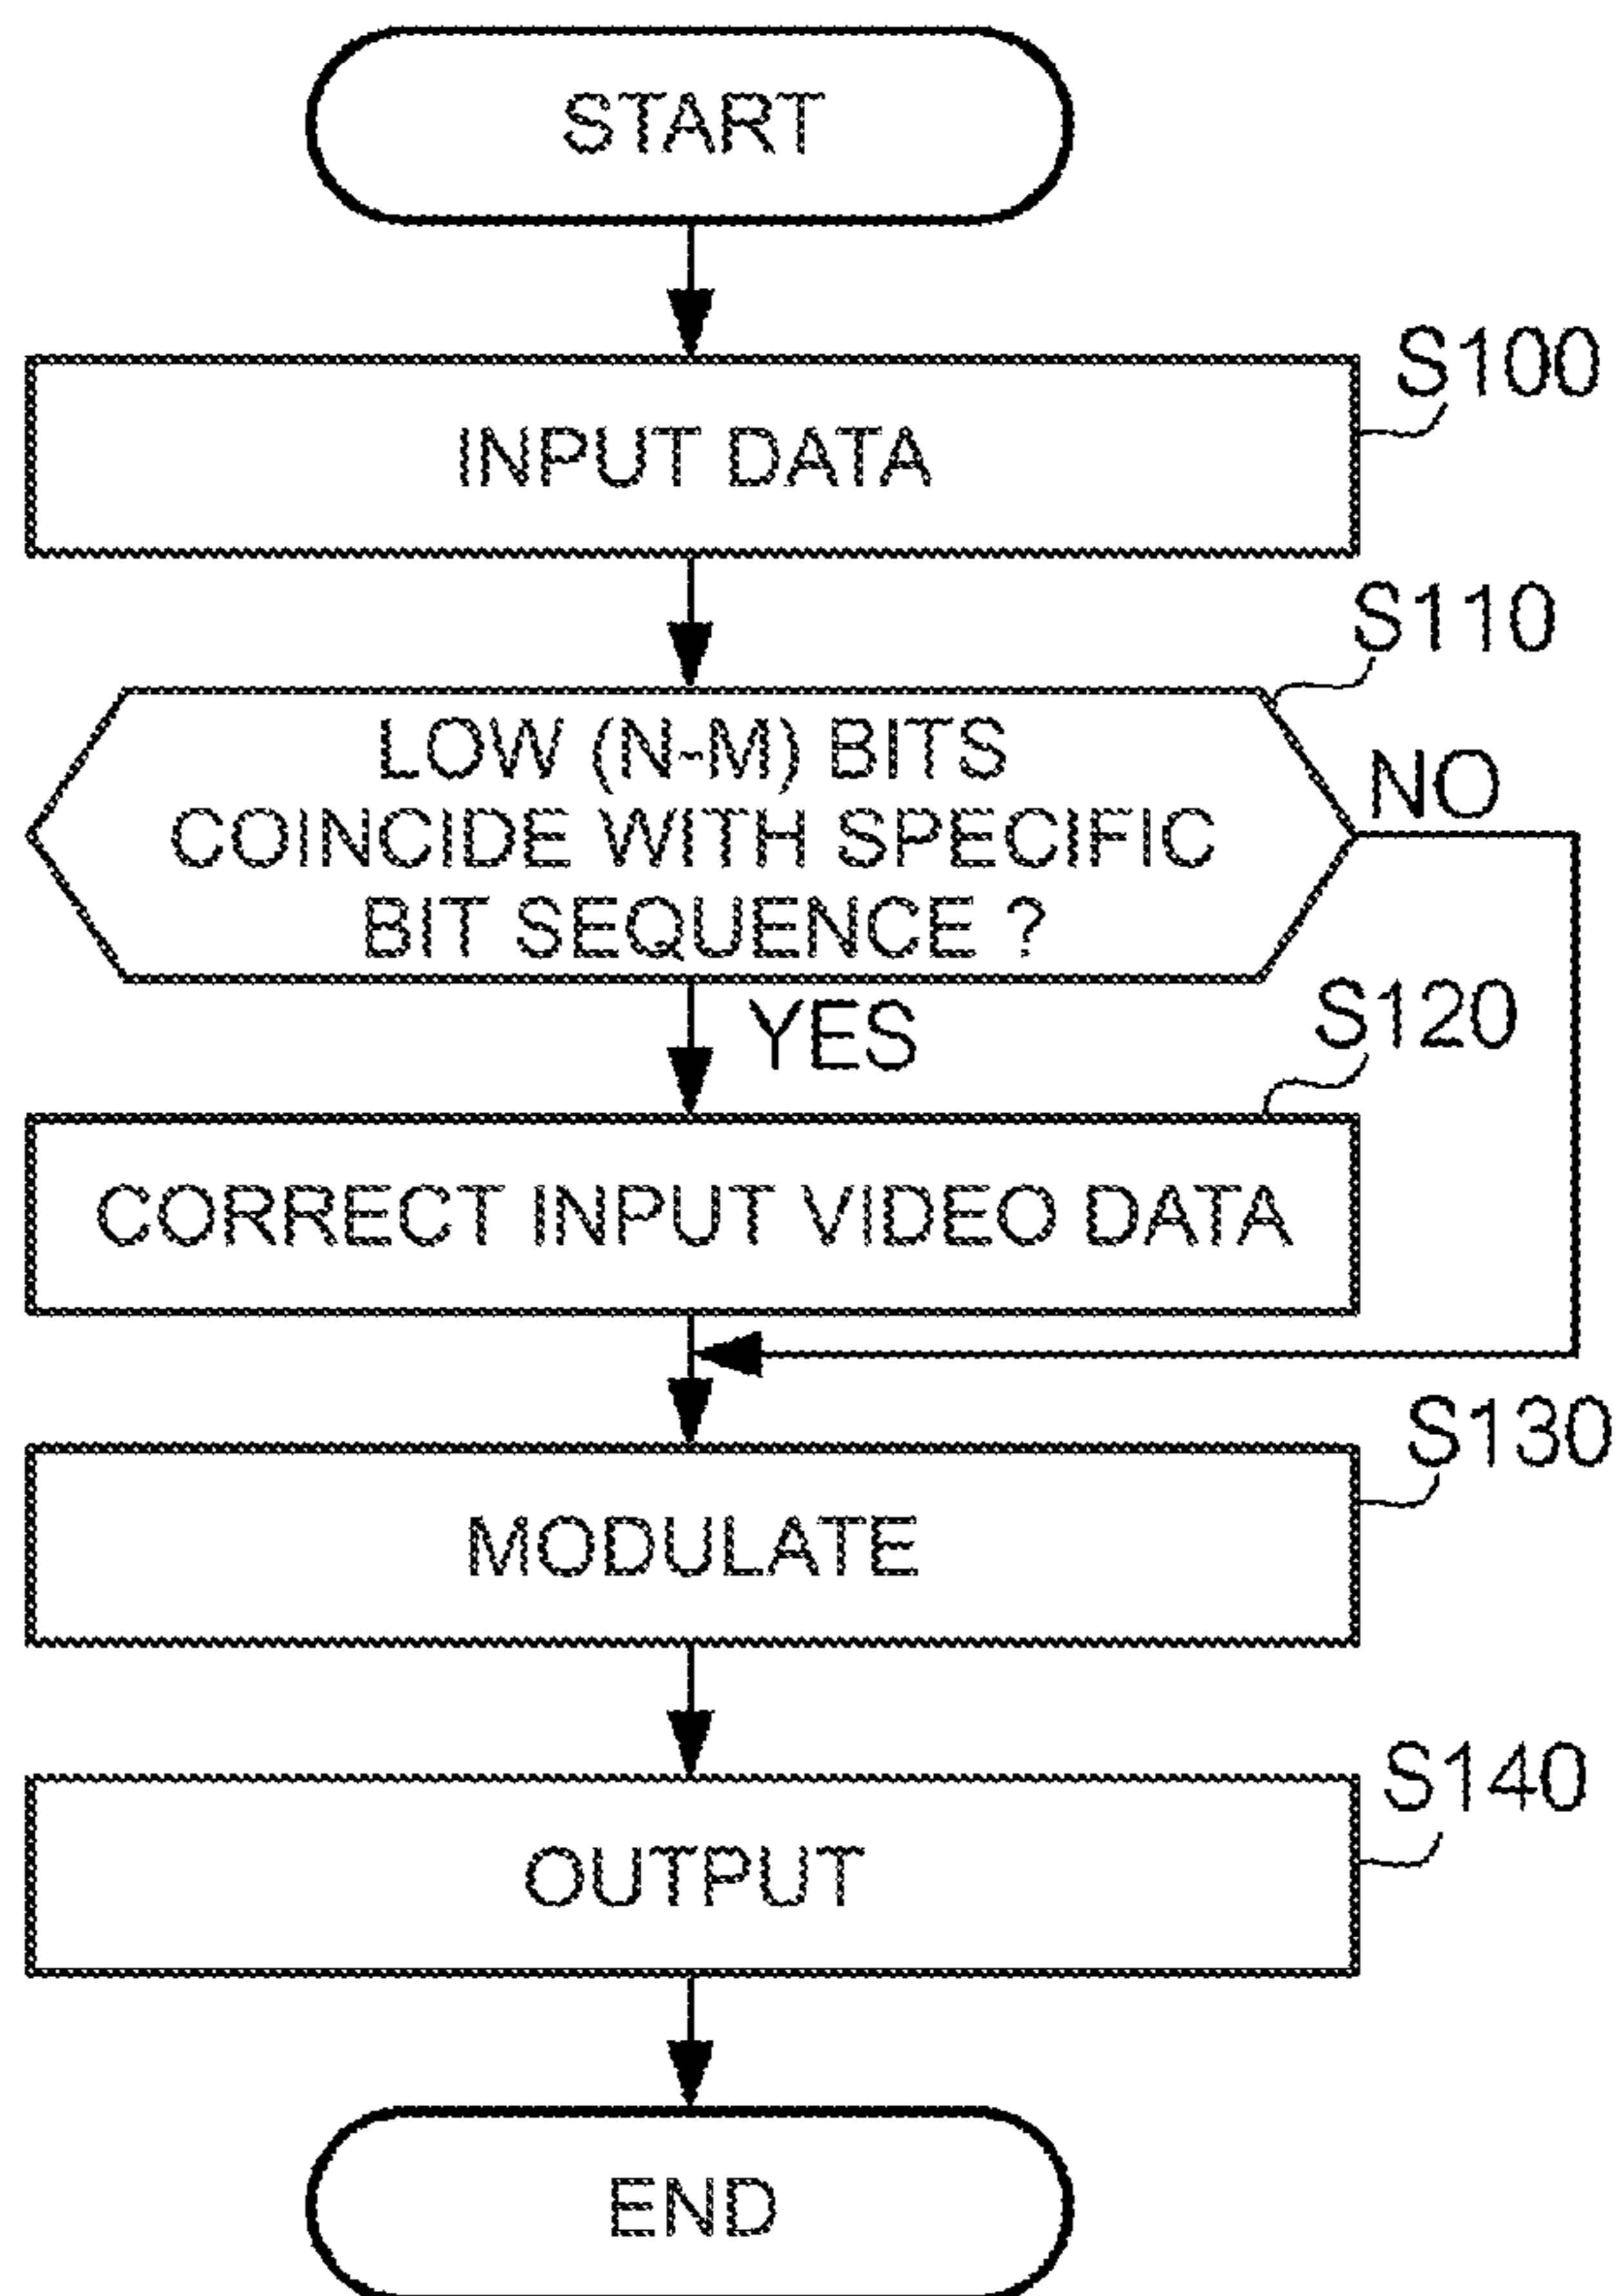 START
S100
INPUT DATA
S110
LOW (N-M) BITS
COINCIDE WITH SPECIFIC
BIT SEQUENCE ?
NO
YES
S120
CORRECT INPUT VIDEO DATA
S130
MODULATE
S140
OUTPUT
END